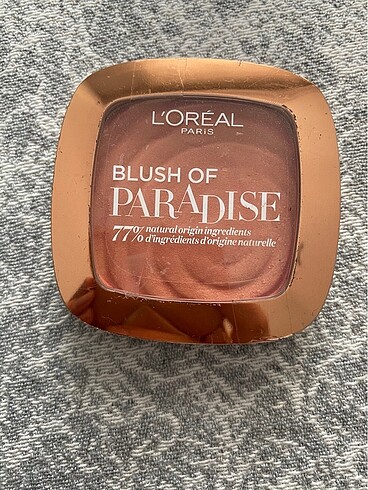 L'ORÉAL
PARIS
BLUSH OF
PARADISE
77% natural origin ingredients
d'ingrédients d'origine naturelle